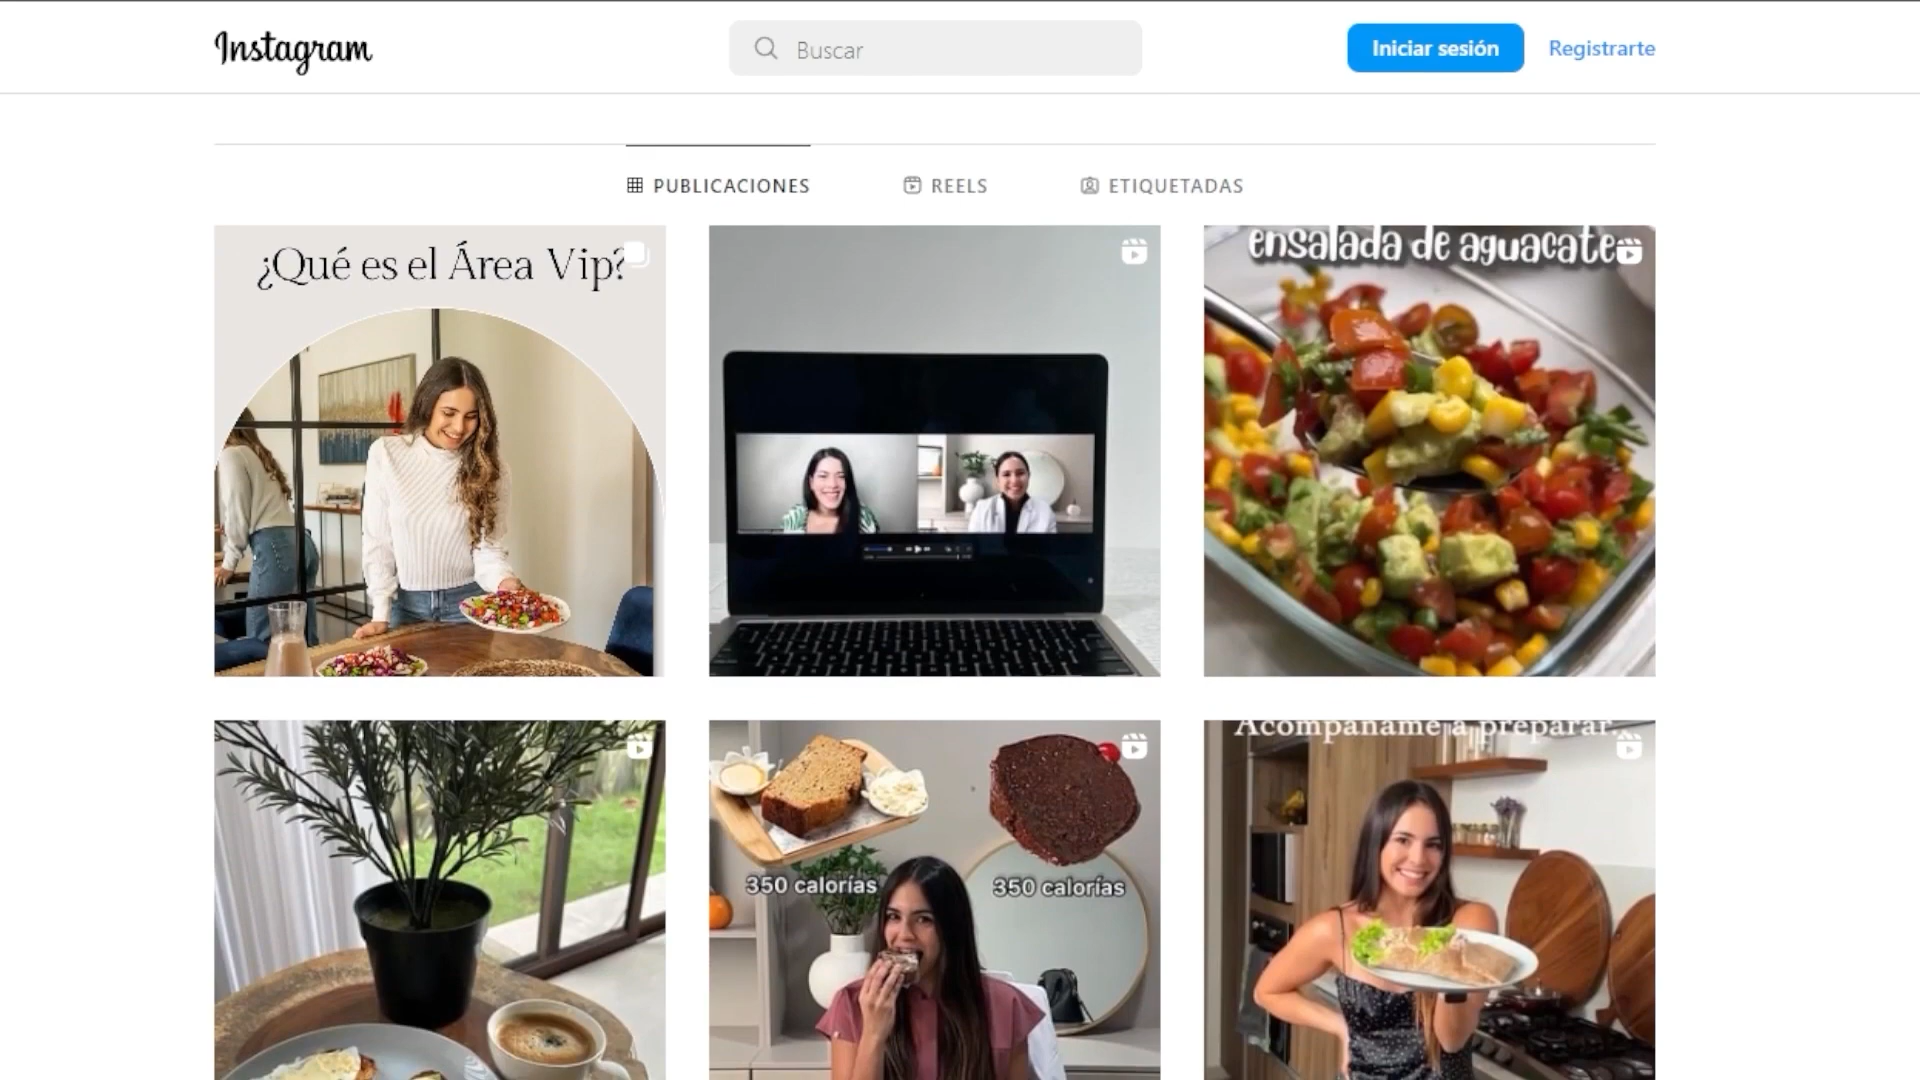 Instagram
Buscar
Iniciar sesión
Registrarte
PUBLICACIONES
REELS
ETIQUETADAS
¿Qué es el Área Vip?
ensalada de aguacate
350 calorías
350 calorías
Acompáñame a preparar.